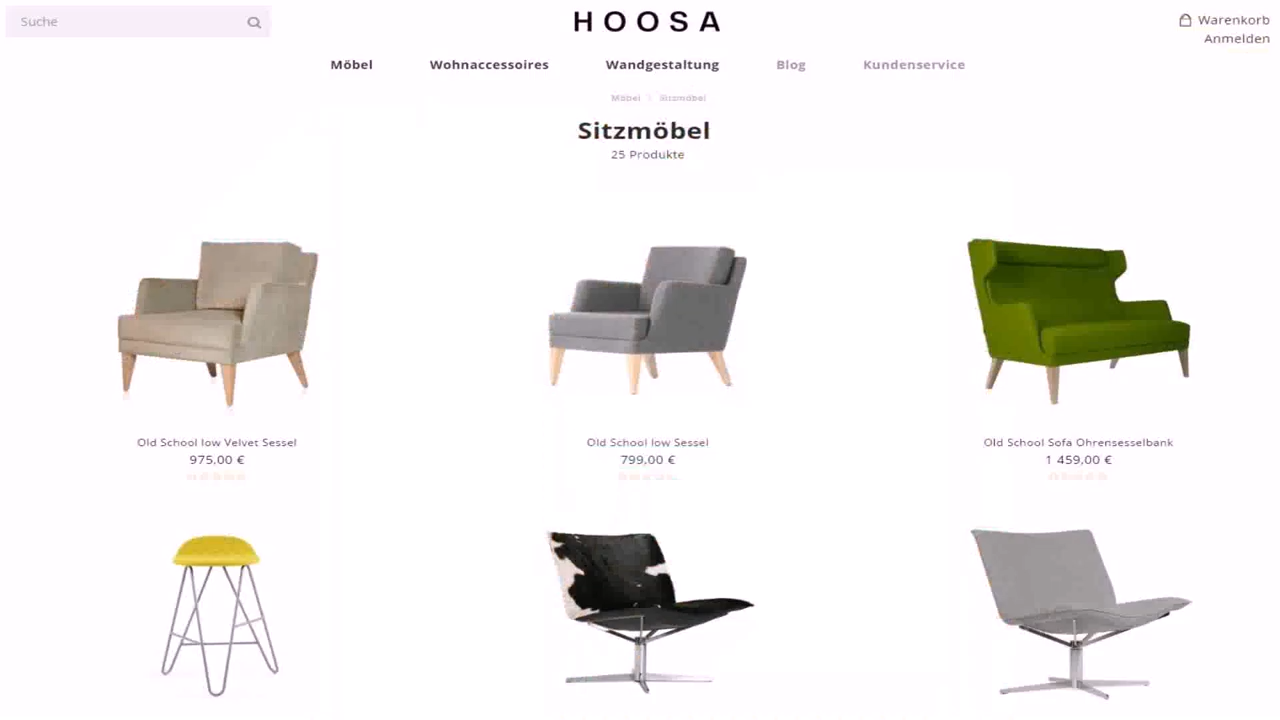 Suche
HOOSA
Warenkorb
Anmelden
Möbel Wohnaccessoires Wandgestaltung Blog Kundenservice
Möbel > Sitzmöbel
Sitzmöbel
25 Produkte
Old School low Velvet Sessel
975,00 €
Old School low Sessel
799,00 €
Old School Sofa Ohrensesselbank
1 459,00 €